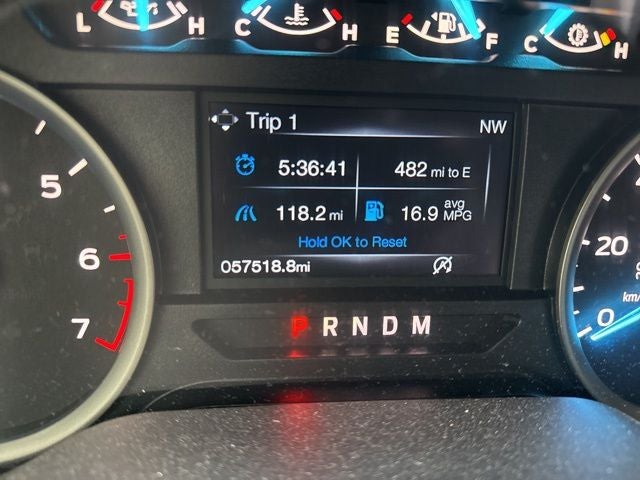 L H C H E F C H
Trip 1 NW
5:36:41 482 mi to E
118.2 mi 16.9 avg MPG
Hold OK to Reset
057518.8mi
P R N D M
5
6
7
20
0
km/